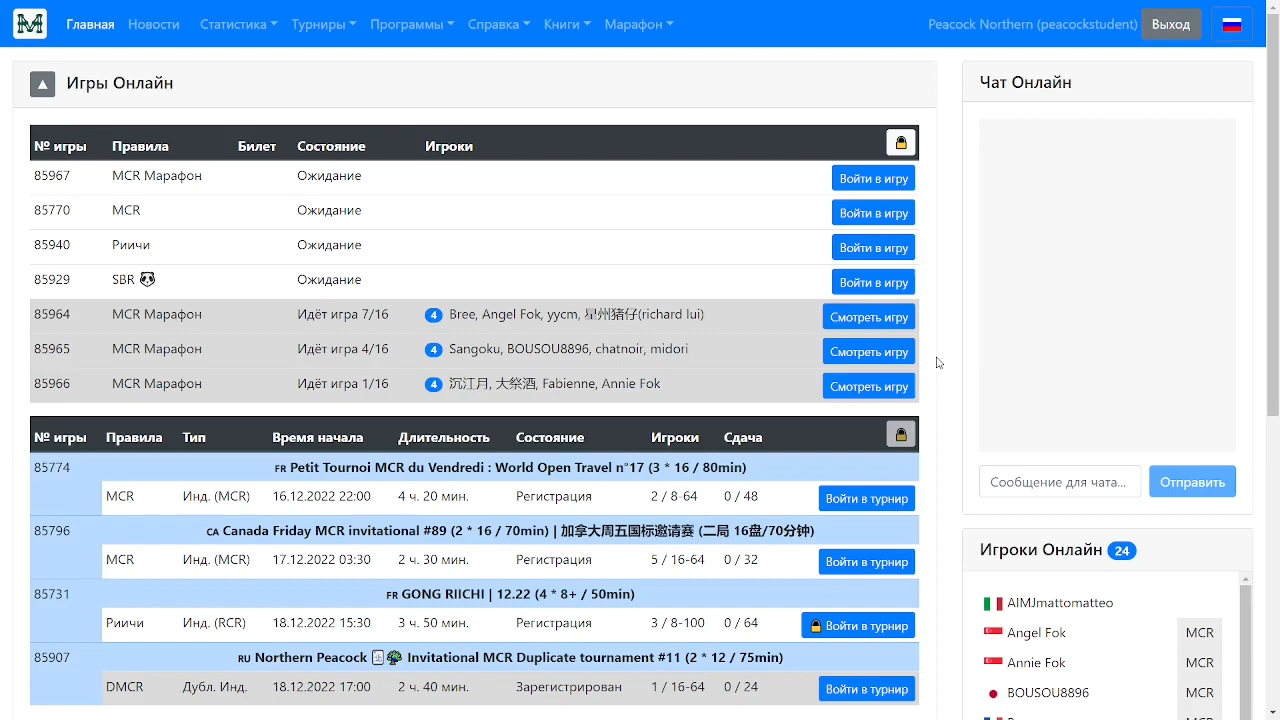 M Главная Новости Статистика Турниры Программы Справка Книги Марафон Peacock Northern (peacockstudent) Выход
Игры Онлайн
№ игры Правила Билет Состояние Игроки
85967 MCR Марафон Ожидание Войти в игру
85770 MCR Ожидание Войти в игру
85940 Риичи Ожидание Войти в игру
85929 SBR 🐼 Ожидание Войти в игру
85964 MCR Марафон Идёт игра 7/16 4 Bree, Angel Fok, yycm, 星州猪仔(richard lui) Смотреть игру
85965 MCR Марафон Идёт игра 4/16 4 Sangoku, BOUSOU8896, chatnoir, midori Смотреть игру
85966 MCR Марафон Идёт игра 1/16 4 沉江月, 大祭酒, Fabienne, Annie Fok Смотреть игру
№ игры Правила Тип Время начала Длительность Состояние Игроки Сдача
85774 FR Petit Tournoi MCR du Vendredi : World Open Travel n°17 (3 * 16 / 80min)
MCR Инд. (MCR) 16.12.2022 22:00 4 ч. 20 мин. Регистрация 2 / 8-64 0 / 48 Войти в турнир
85796 CA Canada Friday MCR invitational #89 (2 * 16 / 70min) | 加拿大周五国标邀请赛 (二局 16盘/70分钟)
MCR Инд. (MCR) 17.12.2022 03:30 2 ч. 30 мин. Регистрация 5 / 16-64 0 / 32 Войти в турнир
85731 FR GONG RIICHI | 12.22 (4 * 8+ / 50min)
Риичи Инд. (RCR) 18.12.2022 15:30 3 ч. 50 мин. Регистрация 3 / 8-100 0 / 64 Войти в турнир
85907 RU Northern Peacock Invitational MCR Duplicate tournament #11 (2 * 12 / 75min)
DMCR Дубл. Инд. 18.12.2022 17:00 2 ч. 40 мин. Зарегистрирован 1 / 16-64 0 / 24 Войти в турнир
Чат Онлайн
Сообщение для чата... Отправить
Игроки Онлайн 24
AIMJmattomatteo
Angel Fok MCR
Annie Fok MCR
BOUSOU8896 MCR